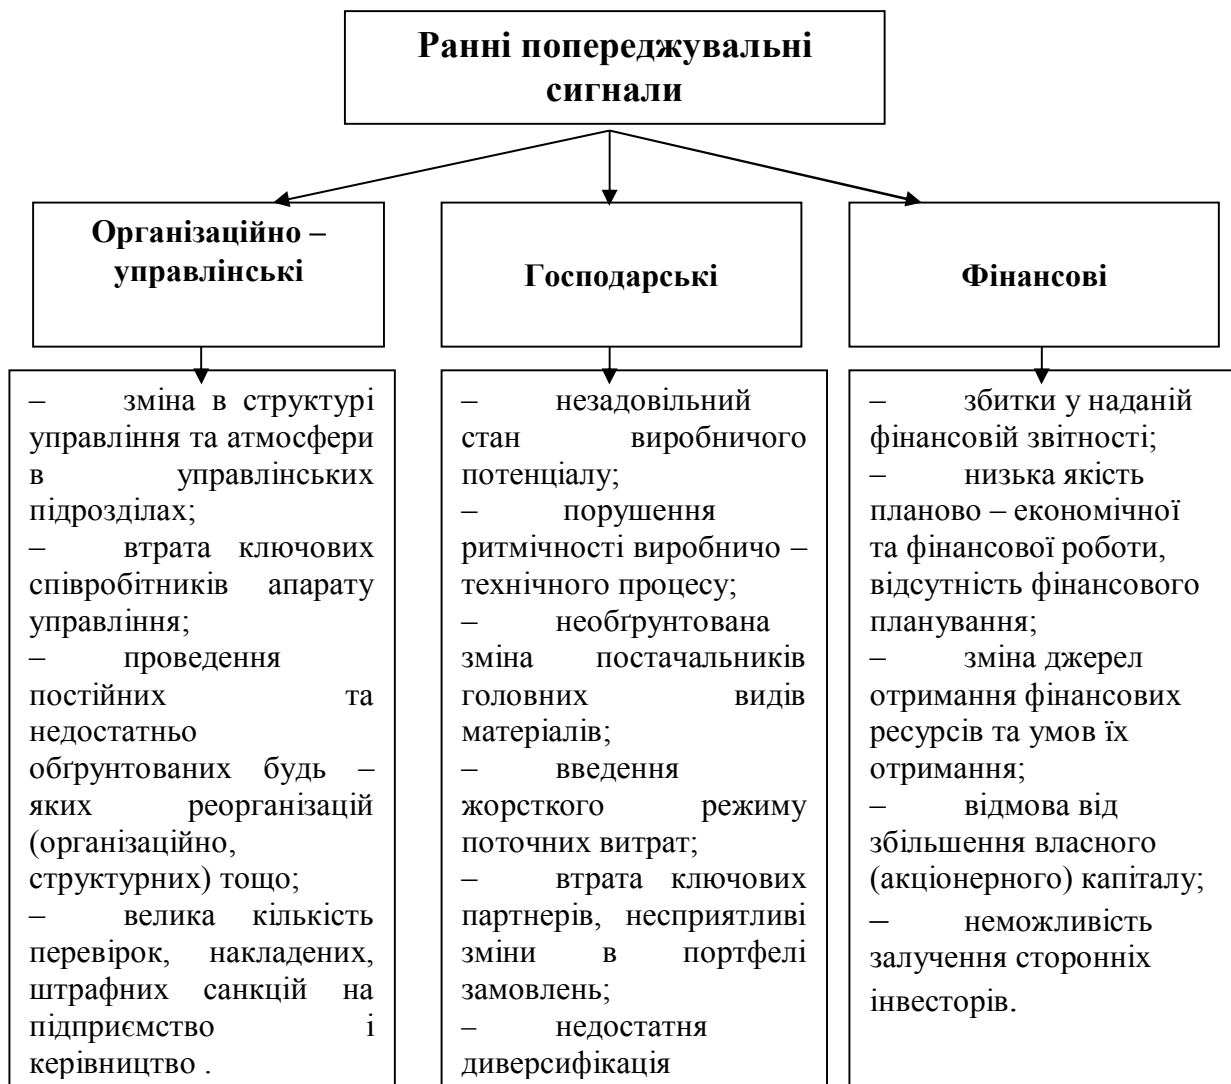 Ранні попереджувальні
сигнали
Організаційно –
управлінські
Господарські
Фінансові
– зміна в структурі
управління та атмосфери
в управлінських
підрозділах;
– втрата ключових
співробітників апарату
управління;
– проведення
постійних та
недостатньо
обґрунтованих будь –
яких реорганізацій
(організаційно,
структурних) тощо;
– велика кількість
перевірок, накладених,
штрафних санкцій на
підприємство і
керівництво .
– незадовільний
стан виробничого
потенціалу;
– порушення
ритмічності виробничо –
технічного процесу;
– необґрунтована
зміна постачальників
головних видів
матеріалів;
– введення
жорсткого режиму
поточних витрат;
– втрата ключових
партнерів, несприятливі
зміни в портфелі
замовлень;
– недостатня
диверсифікація
– збитки у наданій
фінансовій звітності;
– низька якість
планово – економічної
та фінансової роботи,
відсутність фінансового
планування;
– зміна джерел
отримання фінансових
ресурсів та умов їх
отримання;
– відмова від
збільшення власного
(акціонерного) капіталу;
– неможливість
залучення сторонніх
інвесторів.